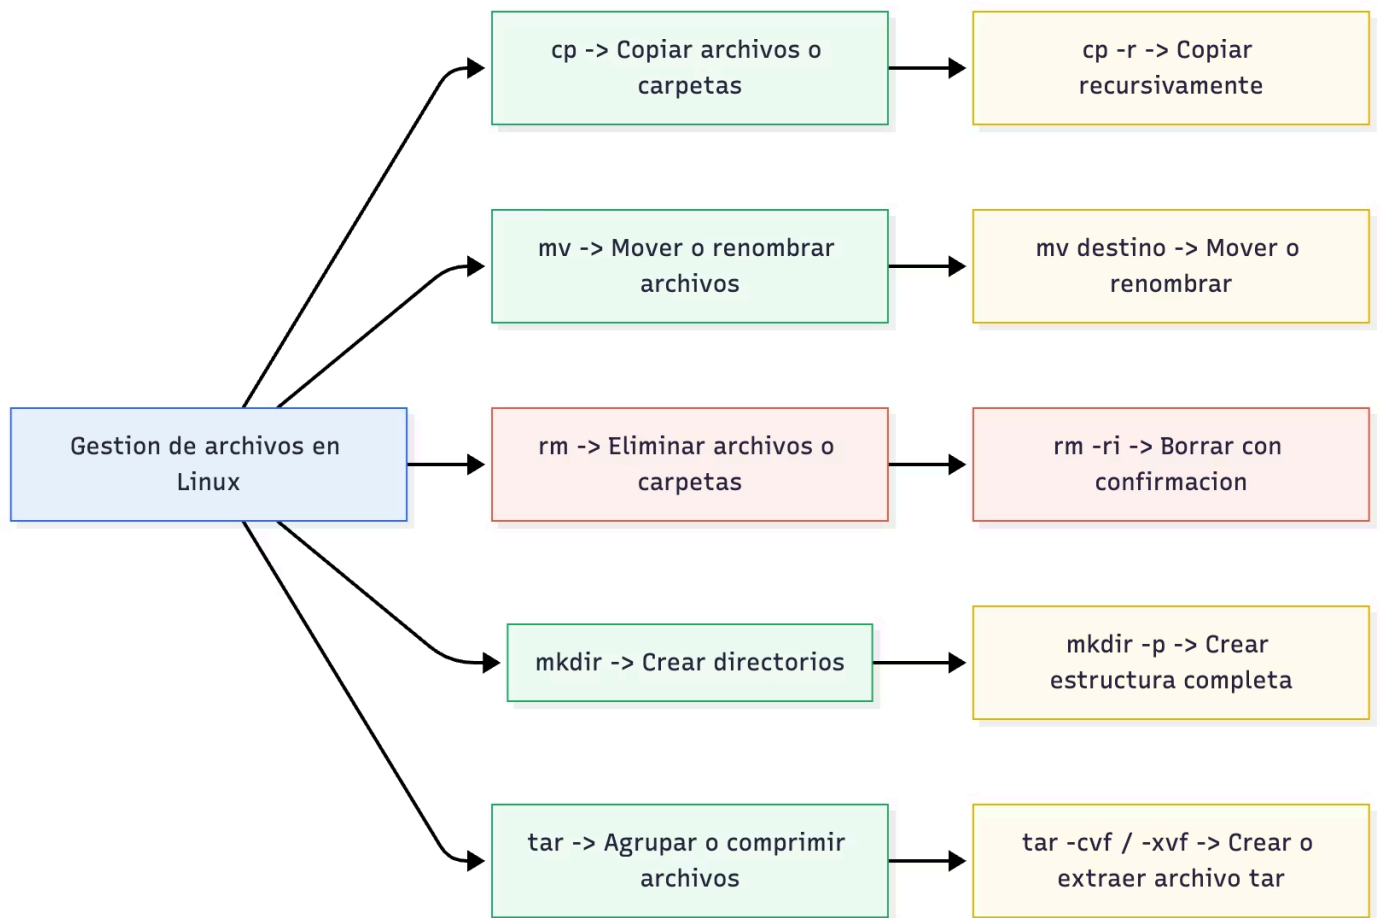 cp -> Copiar archivos o
carpetas
cp -r -> Copiar
recursivamente
mv -> Mover o renombrar
archivos
mv destino -> Mover o
renombrar
Gestion de archivos en
Linux
rm -> Eliminar archivos o
carpetas
rm -ri -> Borrar con
confirmacion
mkdir -> Crear directorios
mkdir -p -> Crear
estructura completa
tar -> Agrupar o comprimir
archivos
tar -cvf / -xvf -> Crear o
extraer archivo tar